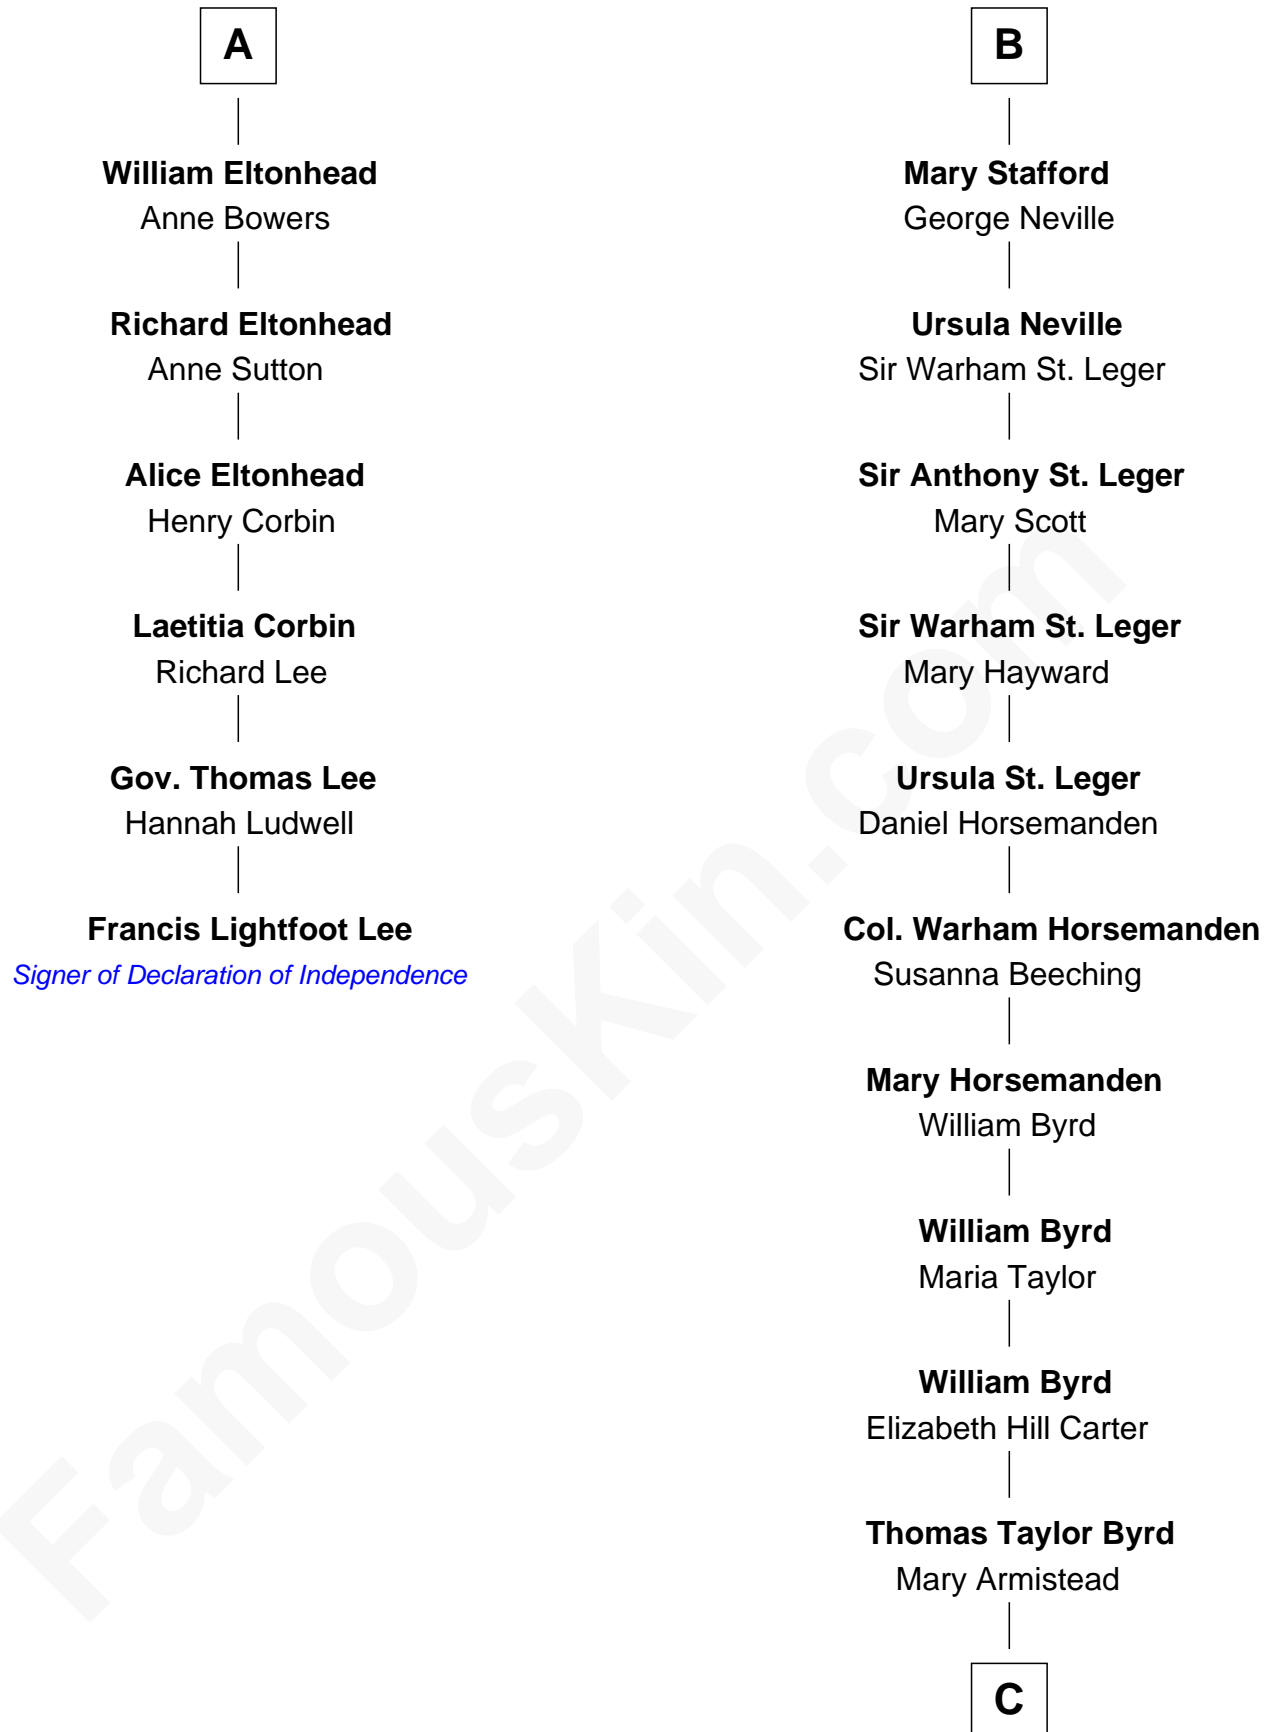 A
William Eltonhead
Anne Bowers
Richard Eltonhead
Anne Sutton
Alice Eltonhead
Henry Corbin
Laetitia Corbin
Richard Lee
Gov. Thomas Lee
Hannah Ludwell
Francis Lightfoot Lee
Signer of Declaration of Independence
B
Mary Stafford
George Neville
Ursula Neville
Sir Warham St. Leger
Sir Anthony St. Leger
Mary Scott
Sir Warham St. Leger
Mary Hayward
Ursula St. Leger
Daniel Horsemanden
Col. Warham Horsemanden
Susanna Beeching
Mary Horsemanden
William Byrd
William Byrd
Maria Taylor
William Byrd
Elizabeth Hill Carter
Thomas Taylor Byrd
Mary Armistead
C
FamousKin.com